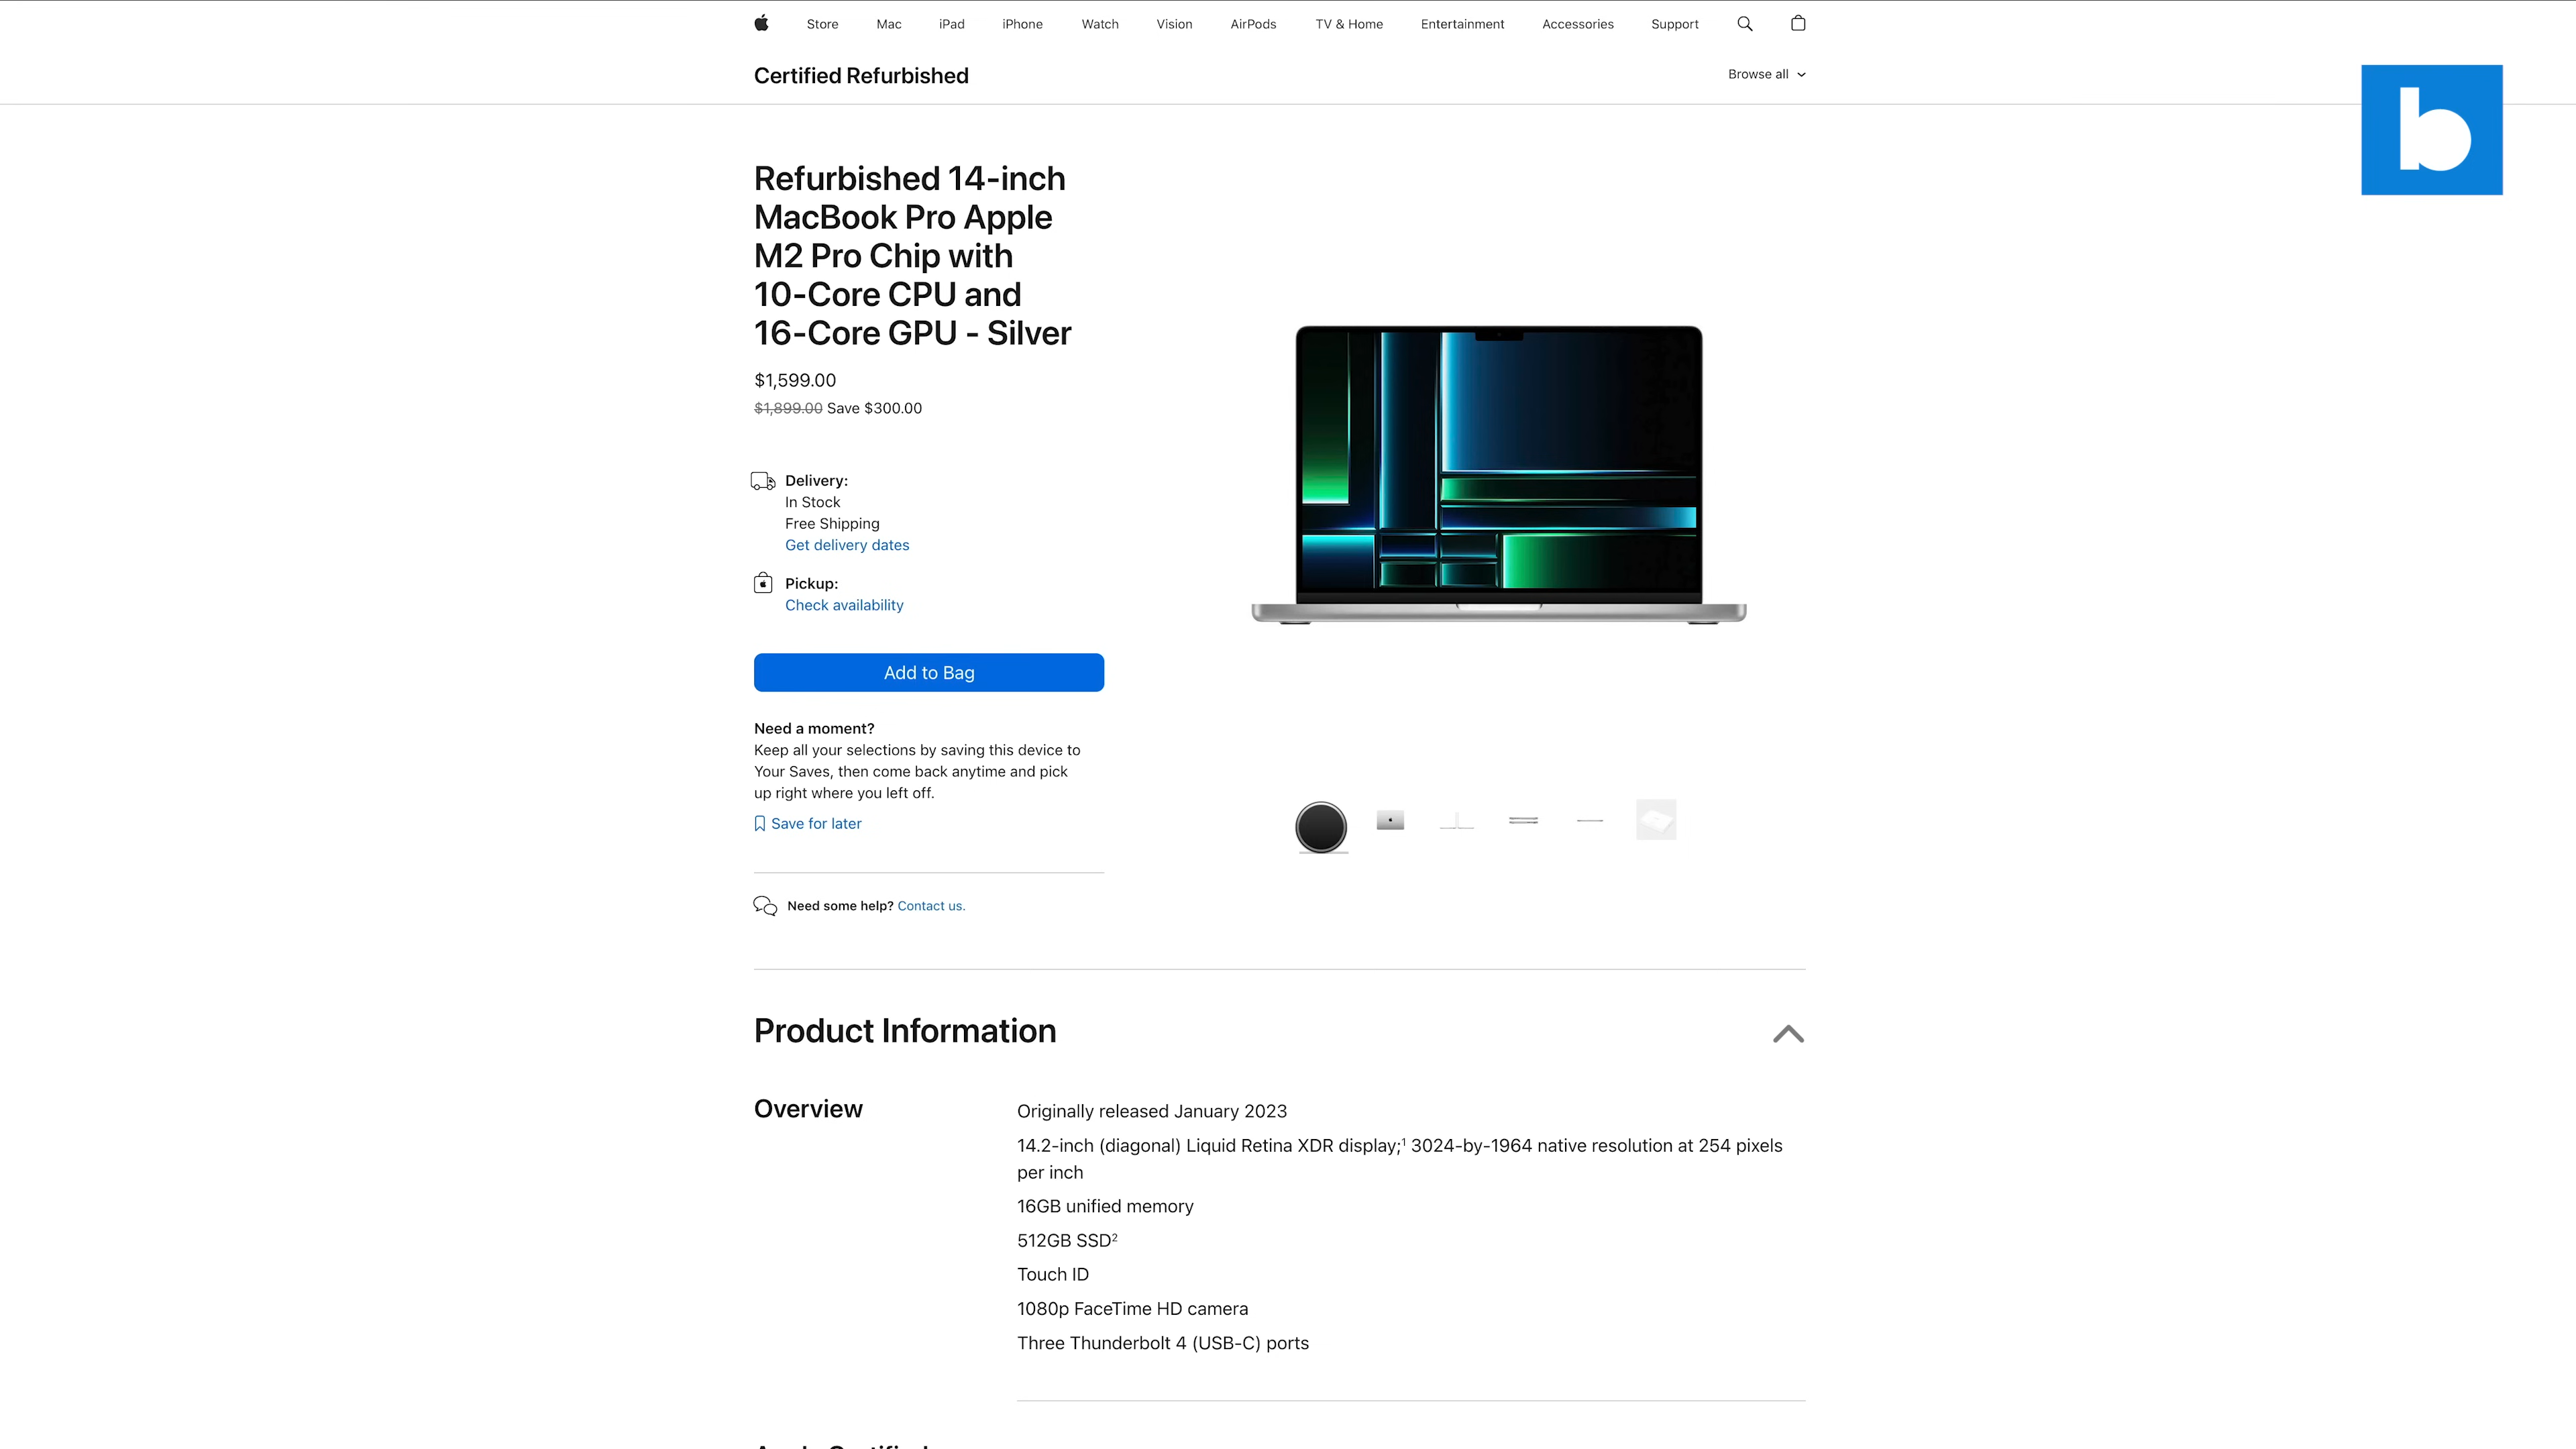 Store Mac iPad iPhone Watch Vision AirPods TV & Home Entertainment Accessories Support
Certified Refurbished
Browse all
b
Refurbished 14-inch
MacBook Pro Apple
M2 Pro Chip with
10-Core CPU and
16-Core GPU - Silver
$1,599.00
$1,899.00 Save $300.00
Delivery:
In Stock
Free Shipping
Get delivery dates
Pickup:
Check availability
Add to Bag
Need a moment?
Keep all your selections by saving this device to
Your Saves, then come back anytime and pick
up right where you left off.
Save for later
Need some help? Contact us.
Product Information
Overview
Originally released January 2023
14.2-inch (diagonal) Liquid Retina XDR display;¹ 3024-by-1964 native resolution at 254 pixels
per inch
16GB unified memory
512GB SSD²
Touch ID
1080p FaceTime HD camera
Three Thunderbolt 4 (USB-C) ports